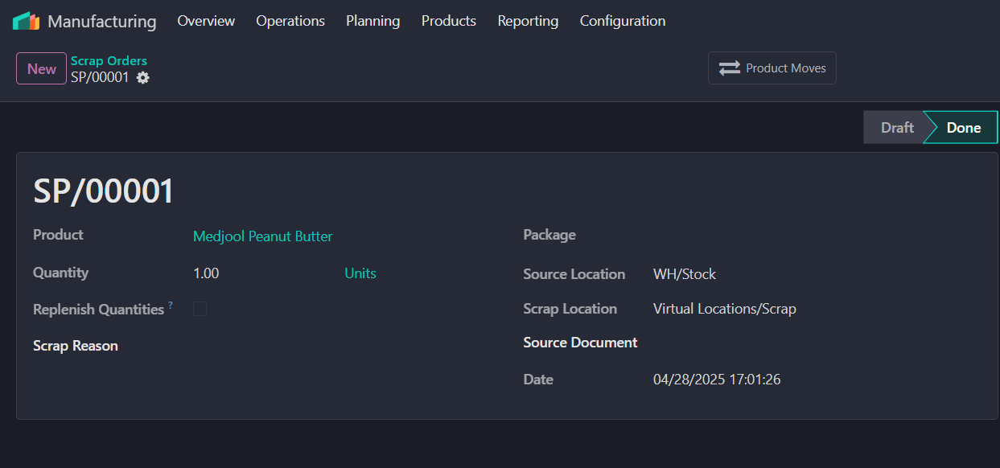 Manufacturing Overview Operations Planning Products Reporting Configuration
New Scrap Orders
SP/00001
Product Moves
Draft Done
SP/00001
Product Medjool Peanut Butter Package
Quantity 1.00 Units Source Location WH/Stock
Replenish Quantities ? Scrap Location Virtual Locations/Scrap
Scrap Reason Source Document
Date 04/28/2025 17:01:26